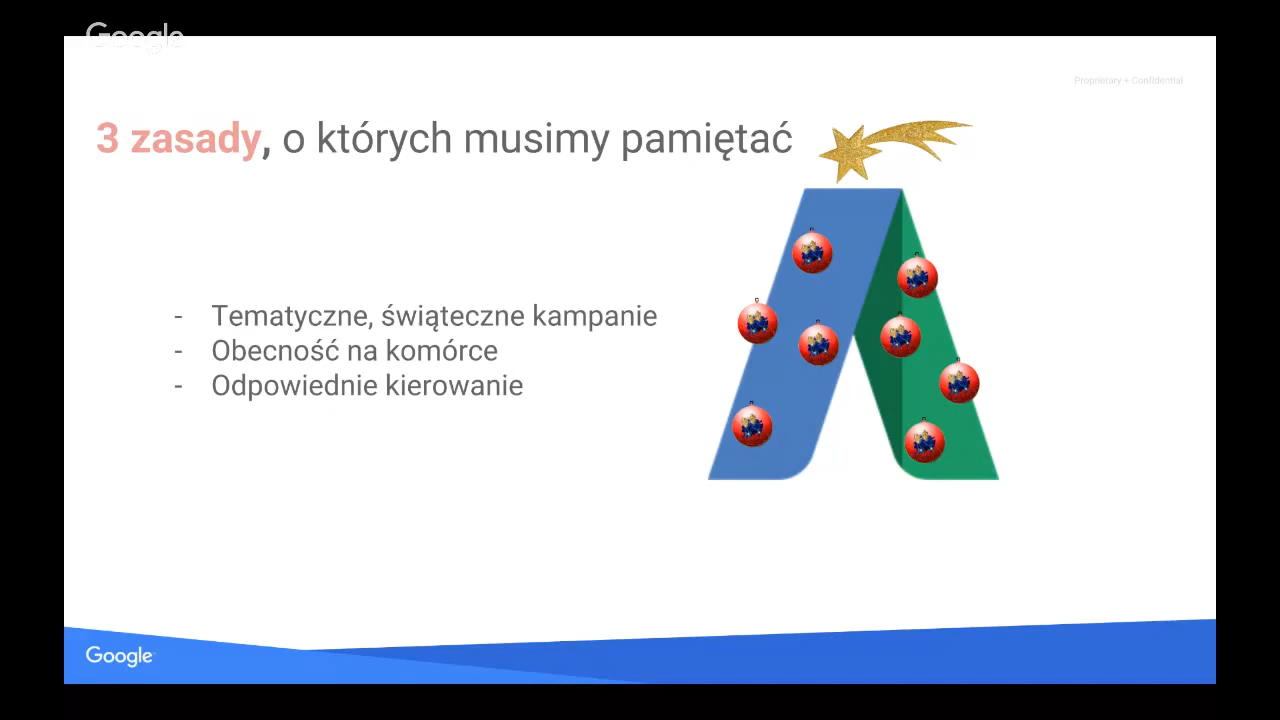 Google
Proprietary + Confidential
3 zasady, o których musimy pamiętać
- Tematyczne, świąteczne kampanie
- Obecność na komórce
- Odpowiednie kierowanie
Google